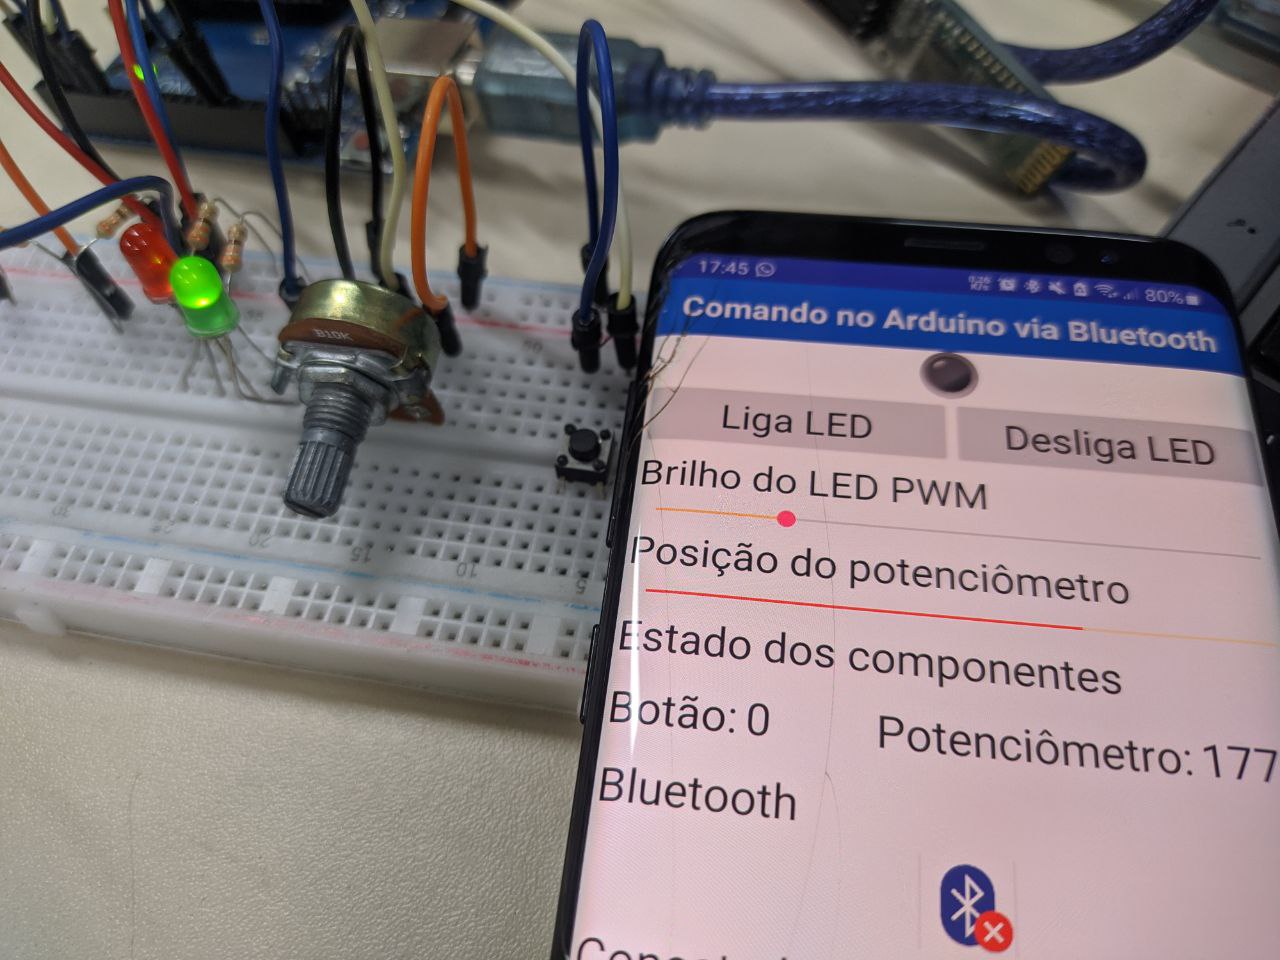 17:45
80%
Comando no Arduino via Bluetooth
Liga LED
Desliga LED
Brilho do LED PWM
Posição do potenciômetro
Estado dos componentes
Botão: 0
Potenciômetro: 177
Bluetooth
B10K
15
10
5